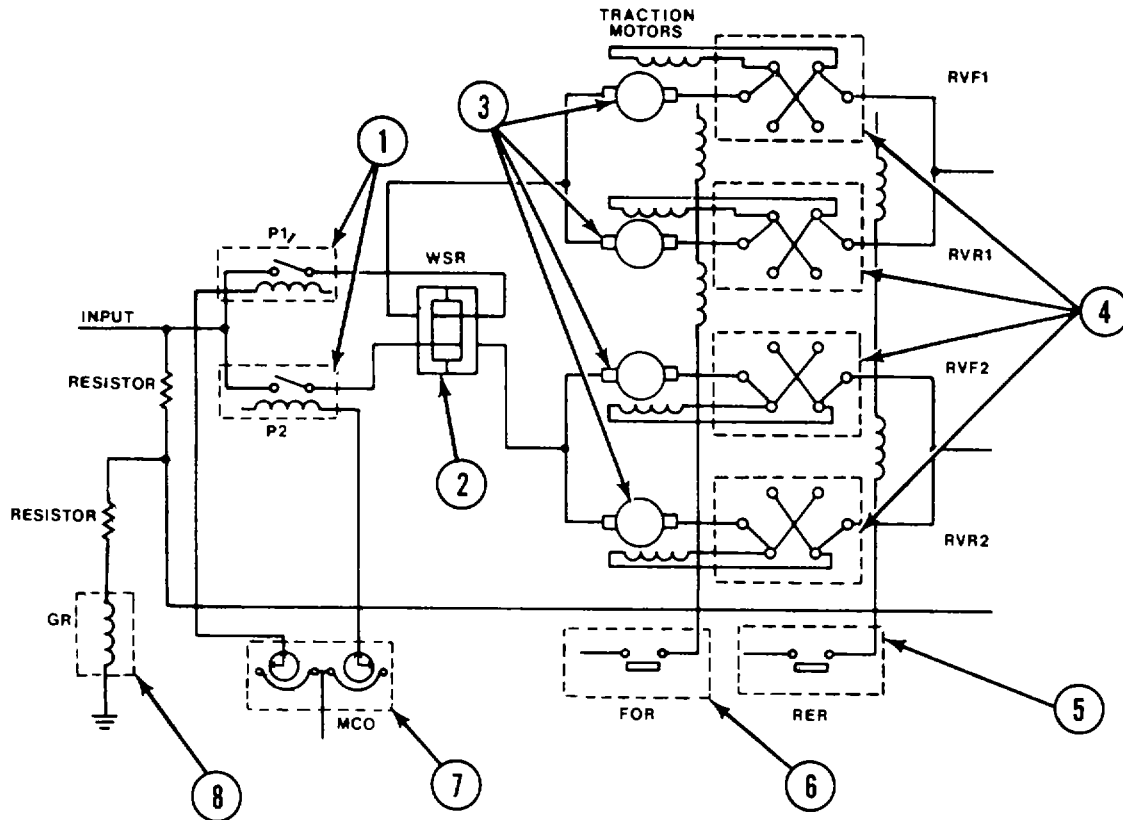 TRACTION
MOTORS
RVF1
3
1
P1
RVR1
WSR
4
INPUT
RVF2
RESISTOR
P2
2
RESISTOR
RVR2
GR
MCO
FOR
RER
5
8
7
6